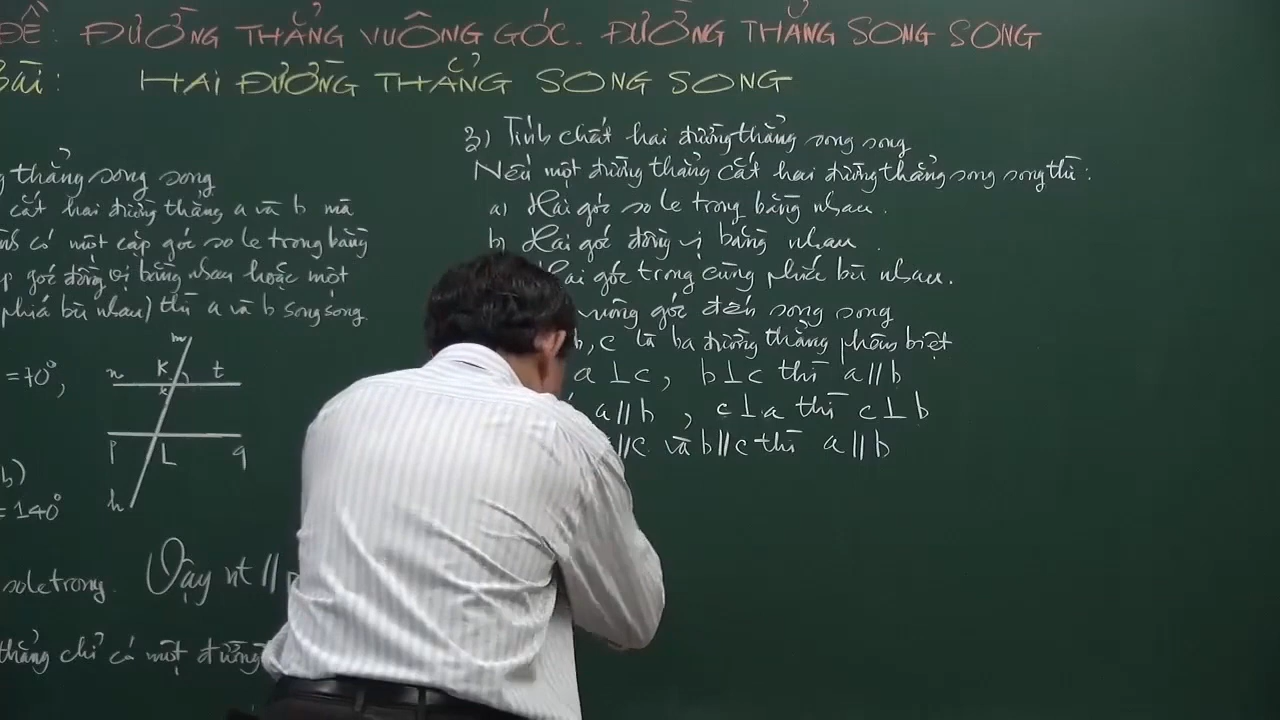 ĐỀ: ĐƯỜNG THẲNG VUÔNG GÓC. ĐƯỜNG THẲNG SONG SONG
Bài: HAI ĐƯỜNG THẲNG SONG SONG
thẳng song song
cắt hai đường thẳng a và b mà
có một cặp góc so le trong bằng
góc đồng vị bằng nhau hoặc một
phía bù nhau) thì a và b song song.
=70°,
m
n K t
x
P L q
h
b)
=140°
so le trong. Vậy nt //
thẳng chỉ có một đường
3) Tính chất hai đường thẳng song song
Nếu một đường thẳng cắt hai đường thẳng song song thì:
a) Hai góc so le trong bằng nhau.
b) Hai góc đồng vị bằng nhau.
Hai góc trong cùng phía bù nhau.
vuông góc đến song song
b, c là ba đường thẳng phân biệt
a ⊥ c, b ⊥ c thì a // b
a // b, c ⊥ a thì c ⊥ b
// c và b // c thì a // b